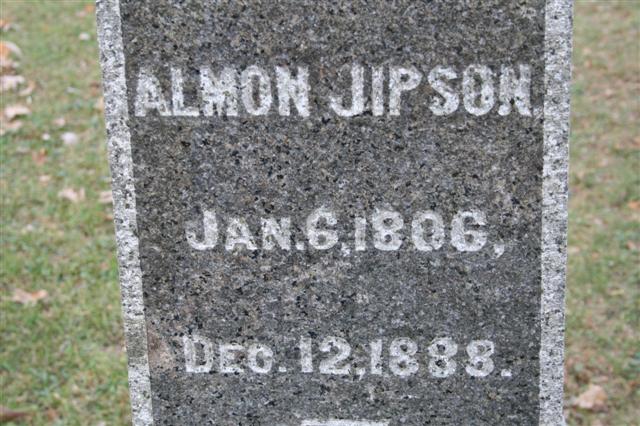 ALMON JIPSON
JAN. 6, 1806,
DEC. 12, 1888.